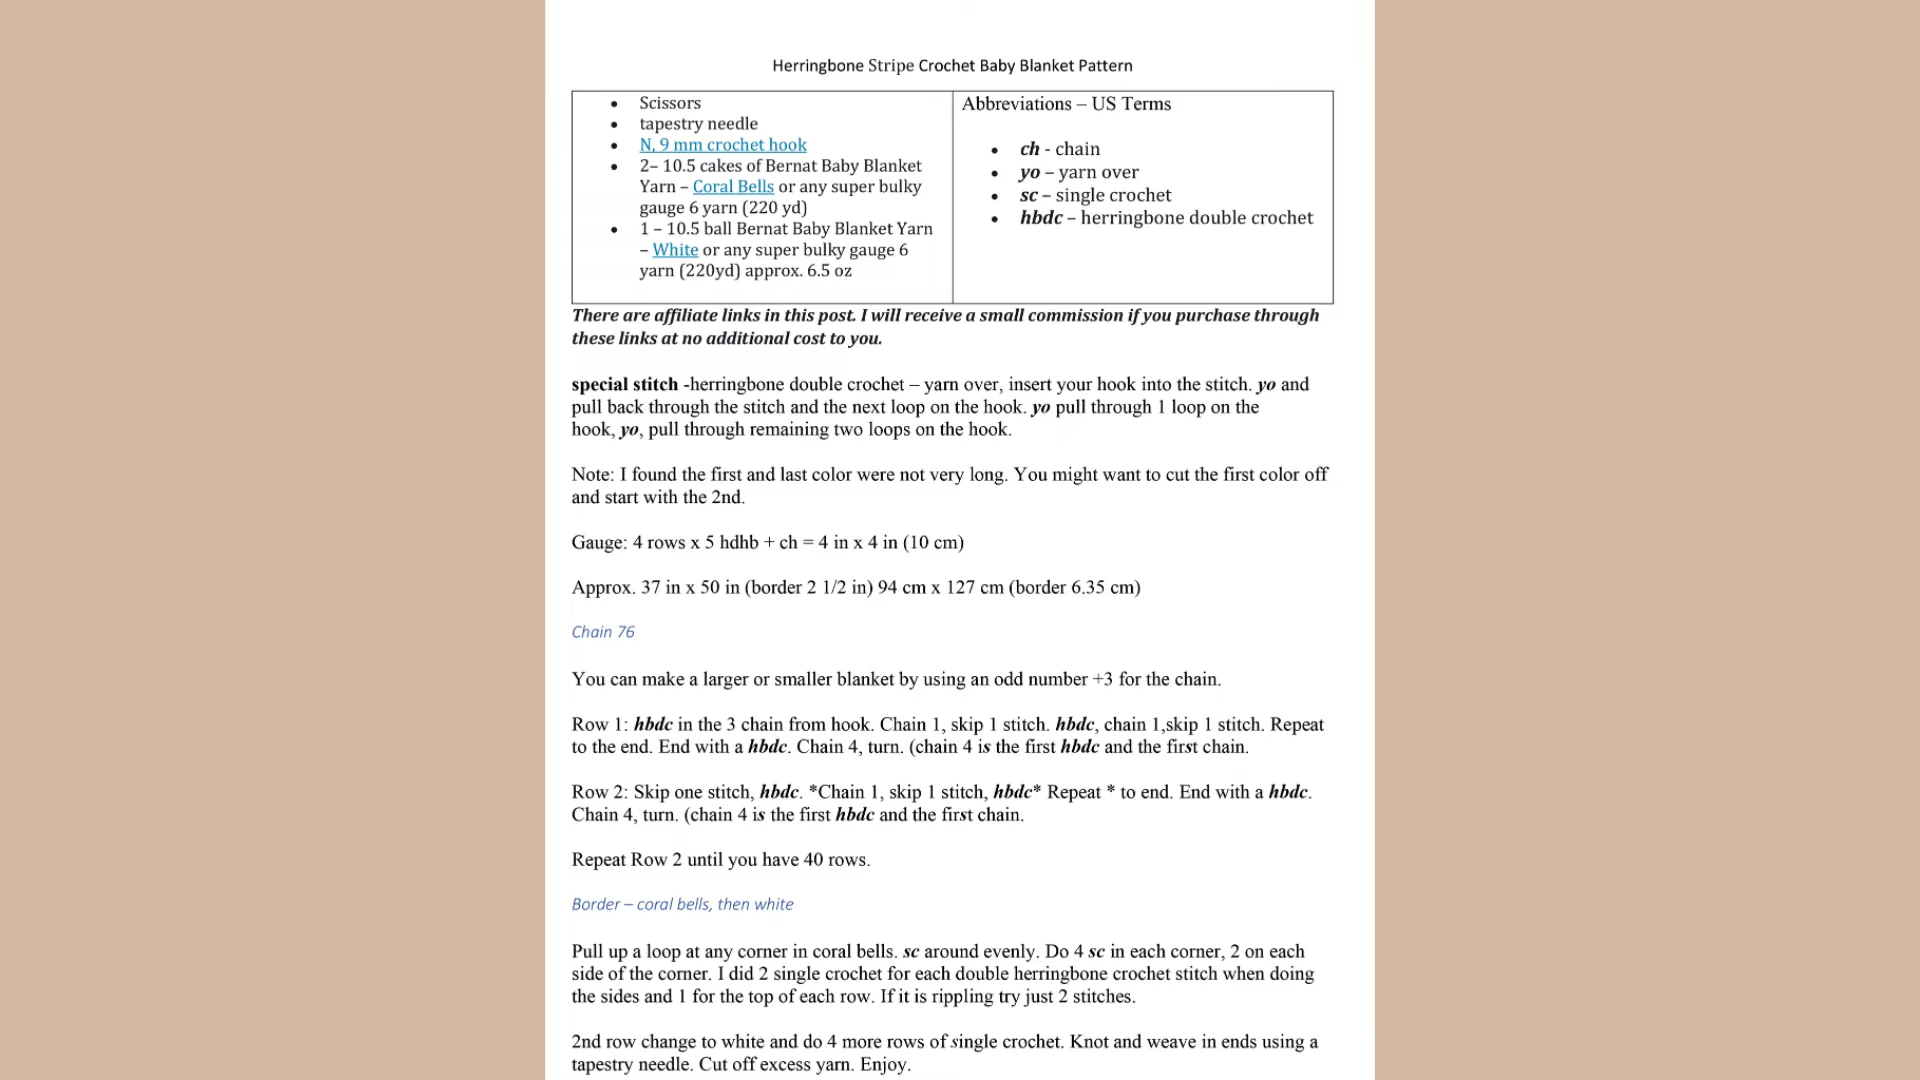 Herringbone Stripe Crochet Baby Blanket Pattern
• Scissors
• tapestry needle
• N, 9 mm crochet hook
• 2– 10.5 cakes of Bernat Baby Blanket
Yarn – Coral Bells or any super bulky
gauge 6 yarn (220 yd)
• 1 – 10.5 ball Bernat Baby Blanket Yarn
– White or any super bulky gauge 6
yarn (220yd) approx. 6.5 oz
Abbreviations – US Terms
• ch - chain
• yo – yarn over
• sc – single crochet
• hbdc – herringbone double crochet
There are affiliate links in this post. I will receive a small commission if you purchase through
these links at no additional cost to you.
special stitch -herringbone double crochet – yarn over, insert your hook into the stitch. yo and
pull back through the stitch and the next loop on the hook. yo pull through 1 loop on the
hook, yo, pull through remaining two loops on the hook.
Note: I found the first and last color were not very long. You might want to cut the first color off
and start with the 2nd.
Gauge: 4 rows x 5 hdhb + ch = 4 in x 4 in (10 cm)
Approx. 37 in x 50 in (border 2 1/2 in) 94 cm x 127 cm (border 6.35 cm)
Chain 76
You can make a larger or smaller blanket by using an odd number +3 for the chain.
Row 1: hbdc in the 3 chain from hook. Chain 1, skip 1 stitch. hbdc, chain 1,skip 1 stitch. Repeat
to the end. End with a hbdc. Chain 4, turn. (chain 4 is the first hbdc and the first chain.
Row 2: Skip one stitch, hbdc. *Chain 1, skip 1 stitch, hbdc* Repeat * to end. End with a hbdc.
Chain 4, turn. (chain 4 is the first hbdc and the first chain.
Repeat Row 2 until you have 40 rows.
Border – coral bells, then white
Pull up a loop at any corner in coral bells. sc around evenly. Do 4 sc in each corner, 2 on each
side of the corner. I did 2 single crochet for each double herringbone crochet stitch when doing
the sides and 1 for the top of each row. If it is rippling try just 2 stitches.
2nd row change to white and do 4 more rows of single crochet. Knot and weave in ends using a
tapestry needle. Cut off excess yarn. Enjoy.